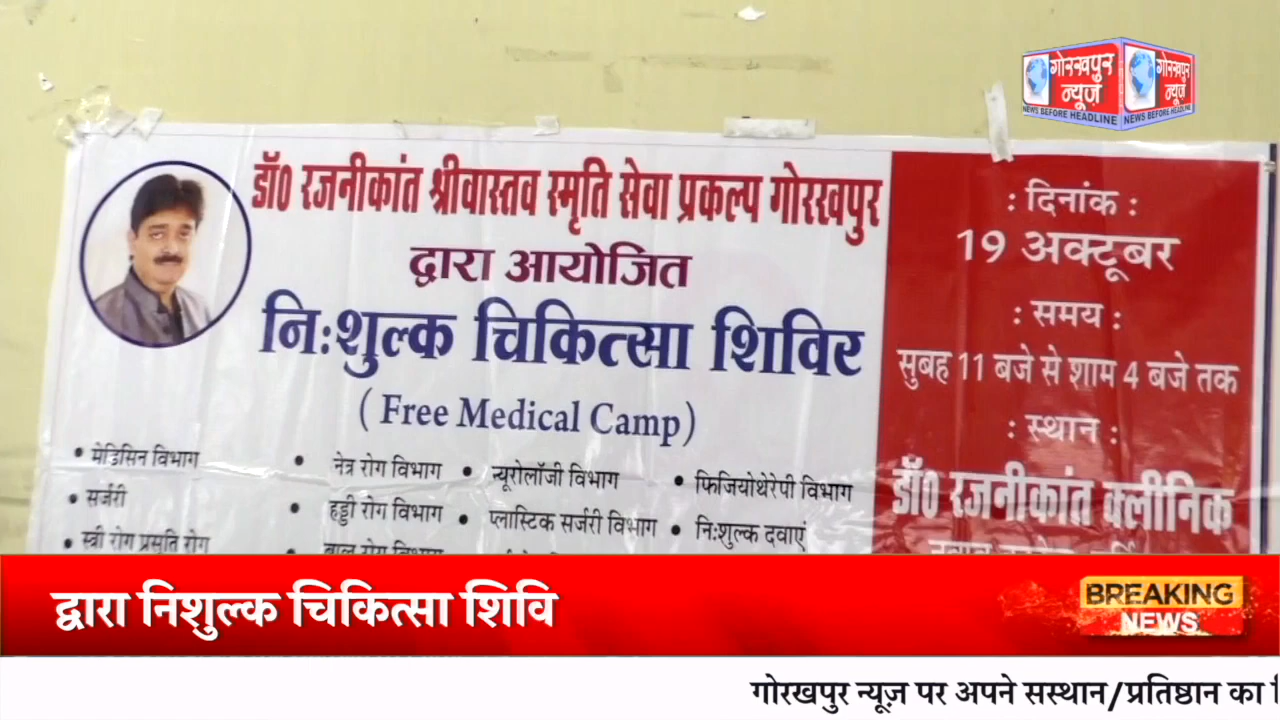 गोरखपुर न्यूज़ गोरखपुर न्यूज़
NEWS BEFORE HEADLINE NEWS BEFORE HEADLINE
डॉ0 रजनीकांत श्रीवास्तव स्मृति सेवा प्रकल्प गोरखपुर
द्वारा आयोजित
नि:शुल्क चिकित्सा शिविर
( Free Medical Camp)
• मेडिसिन विभाग • नेत्र रोग विभाग • न्यूरोलॉजी विभाग • फिजियोथेरेपी विभाग
• सर्जरी • हड्डी रोग विभाग • प्लास्टिक सर्जरी विभाग • नि:शुल्क दवाएं
• स्त्री रोग प्रसूति रोग • बाल रोग विभाग
: दिनांक :
19 अक्टूबर
: समय :
सुबह 11 बजे से शाम 4 बजे तक
: स्थान :
डॉ0 रजनीकांत क्लीनिक
द्वारा निशुल्क चिकित्सा शिवि
BREAKING
NEWS
गोरखपुर न्यूज़ पर अपने सस्थान/प्रतिष्ठान का